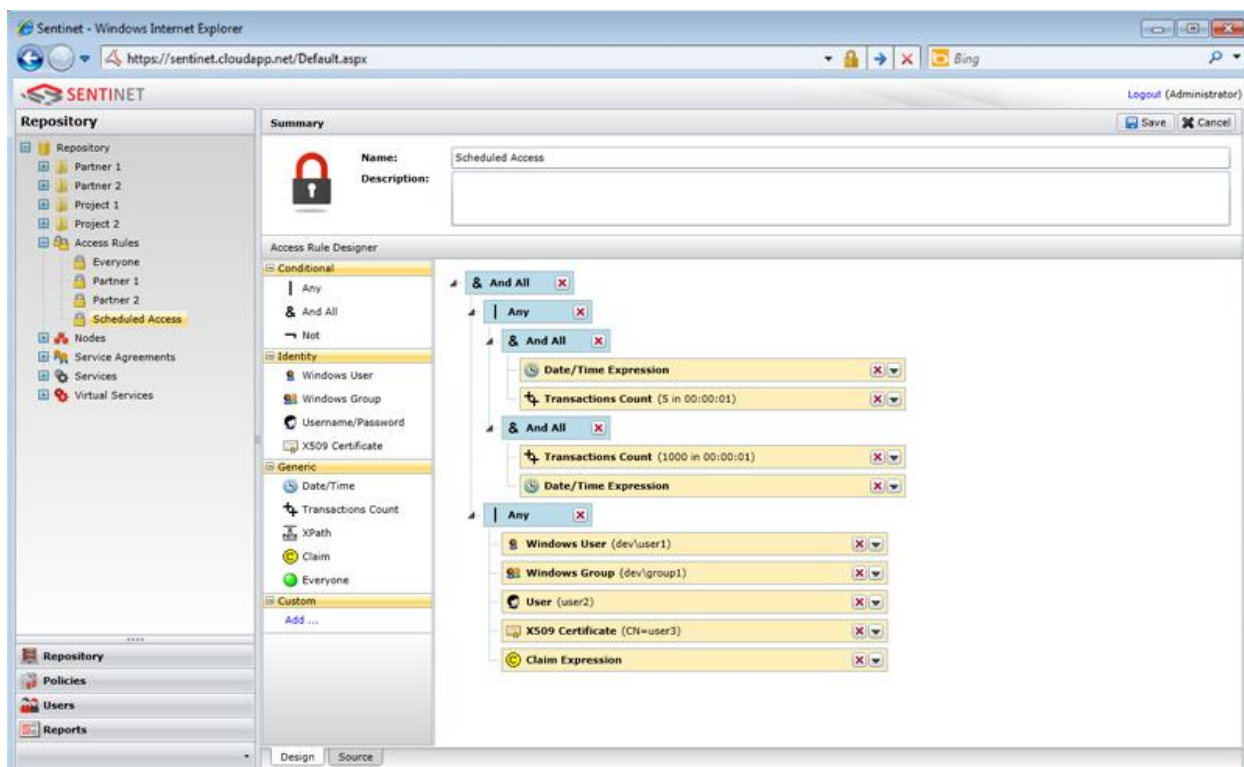 Sentinet - Windows Internet Explorer
https://sentinet.cloudapp.net/Default.aspx
Bing
SENTINET
Logout (Administrator)
Repository
Repository
Partner 1
Partner 2
Project 1
Project 2
Access Rules
Everyone
Partner 1
Partner 2
Scheduled Access
Nodes
Service Agreements
Services
Virtual Services
Repository
Policies
Users
Reports
Summary
Save
Cancel
Name:
Scheduled Access
Description:
Access Rule Designer
Conditional
| Any
& And All
Not
Identity
Windows User
Windows Group
Username/Password
X509 Certificate
Generic
Date/Time
Transactions Count
XPath
Claim
Everyone
Custom
Add ...
& And All
| Any
& And All
Date/Time Expression
Transactions Count (5 in 00:00:01)
& And All
Transactions Count (1000 in 00:00:01)
Date/Time Expression
| Any
Windows User (dev\user1)
Windows Group (dev\group1)
User (user2)
X509 Certificate (CN=user3)
Claim Expression
Design
Source